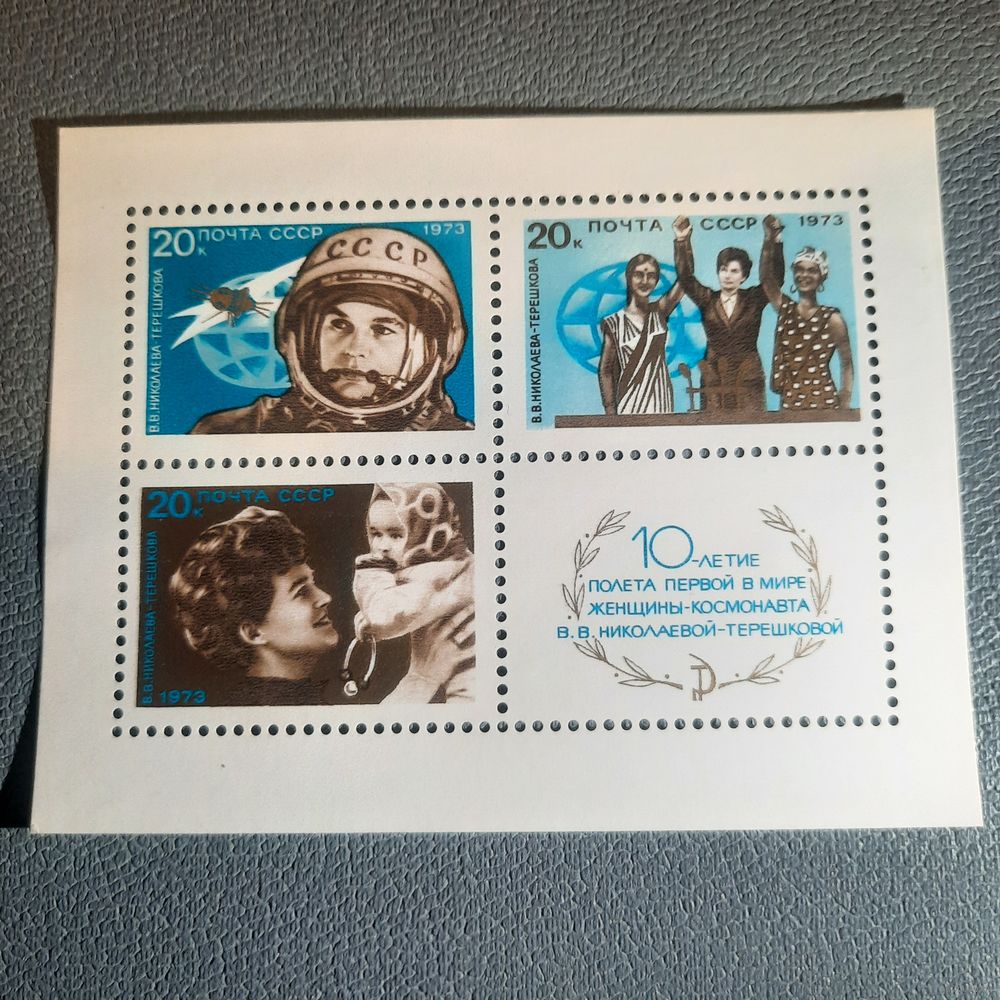 20к ПОЧТА СССР 1973
СССР
В.В.НИКОЛАЕВА-ТЕРЕШКОВА
20к ПОЧТА СССР 1973
В.В.НИКОЛАЕВА-ТЕРЕШКОВА
20к ПОЧТА СССР
В.В.НИКОЛАЕВА-ТЕРЕШКОВА
1973
10-ЛЕТИЕ
ПОЛЕТА ПЕРВОЙ В МИРЕ
ЖЕНЩИНЫ-КОСМОНАВТА
В.В.НИКОЛАЕВОЙ-ТЕРЕШКОВОЙ